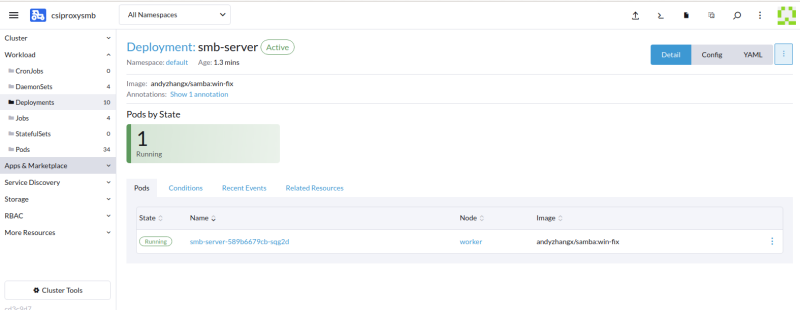 csiproxysmb
All Namespaces
Cluster
Workload
CronJobs 0
DaemonSets 4
Deployments 10
Jobs 4
StatefulSets 0
Pods 34
Apps & Marketplace
Service Discovery
Storage
RBAC
More Resources
Cluster Tools
Deployment: smb-server Active
Namespace: default Age: 1.3 mins
Detail Config YAML
Image: andyzhangx/samba:win-fix
Annotations: Show 1 annotation
Pods by State
1
Running
Pods Conditions Recent Events Related Resources
State Name Node Image
Running smb-server-589b6679cb-sqg2d worker andyzhangx/samba:win-fix